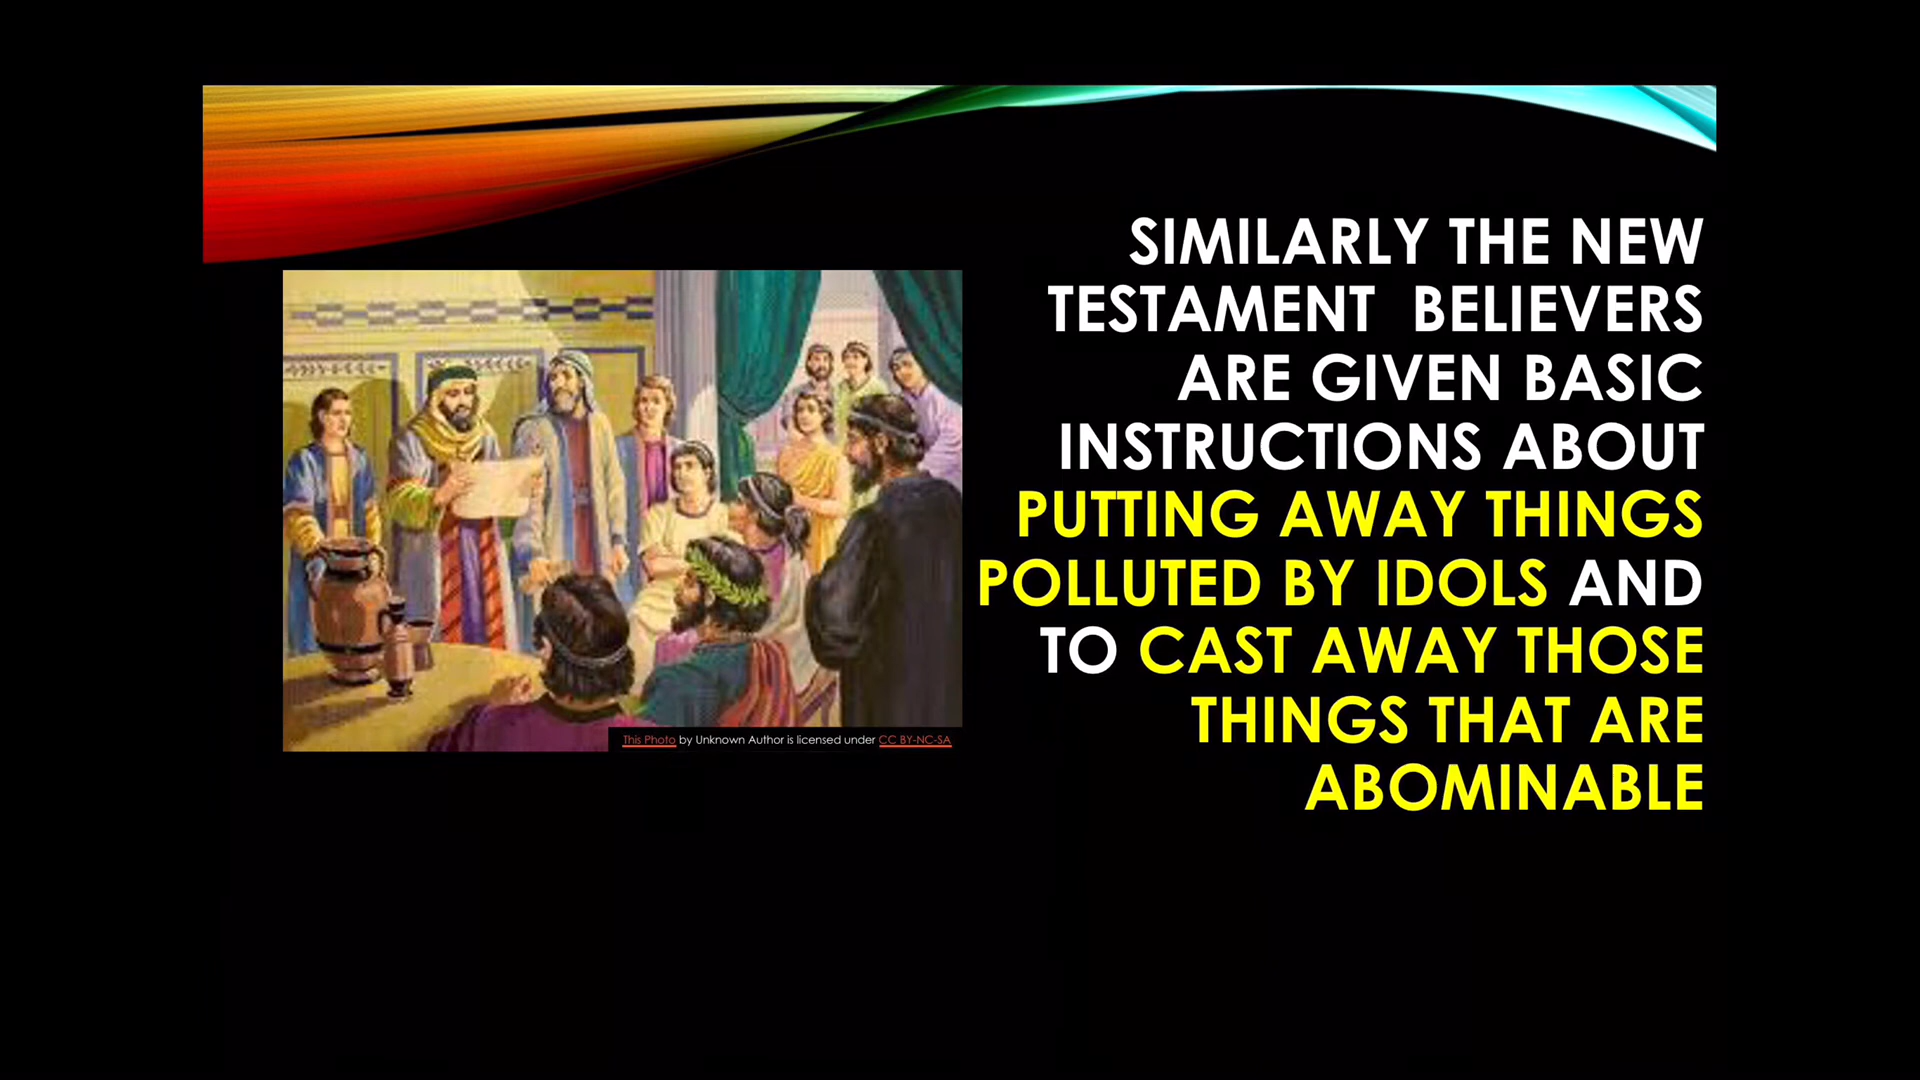 SIMILARLY THE NEW
TESTAMENT BELIEVERS
ARE GIVEN BASIC
INSTRUCTIONS ABOUT
PUTTING AWAY THINGS
POLLUTED BY IDOLS AND
TO CAST AWAY THOSE
THINGS THAT ARE
ABOMINABLE
This Photo by Unknown Author is licensed under CC BY-NC-SA